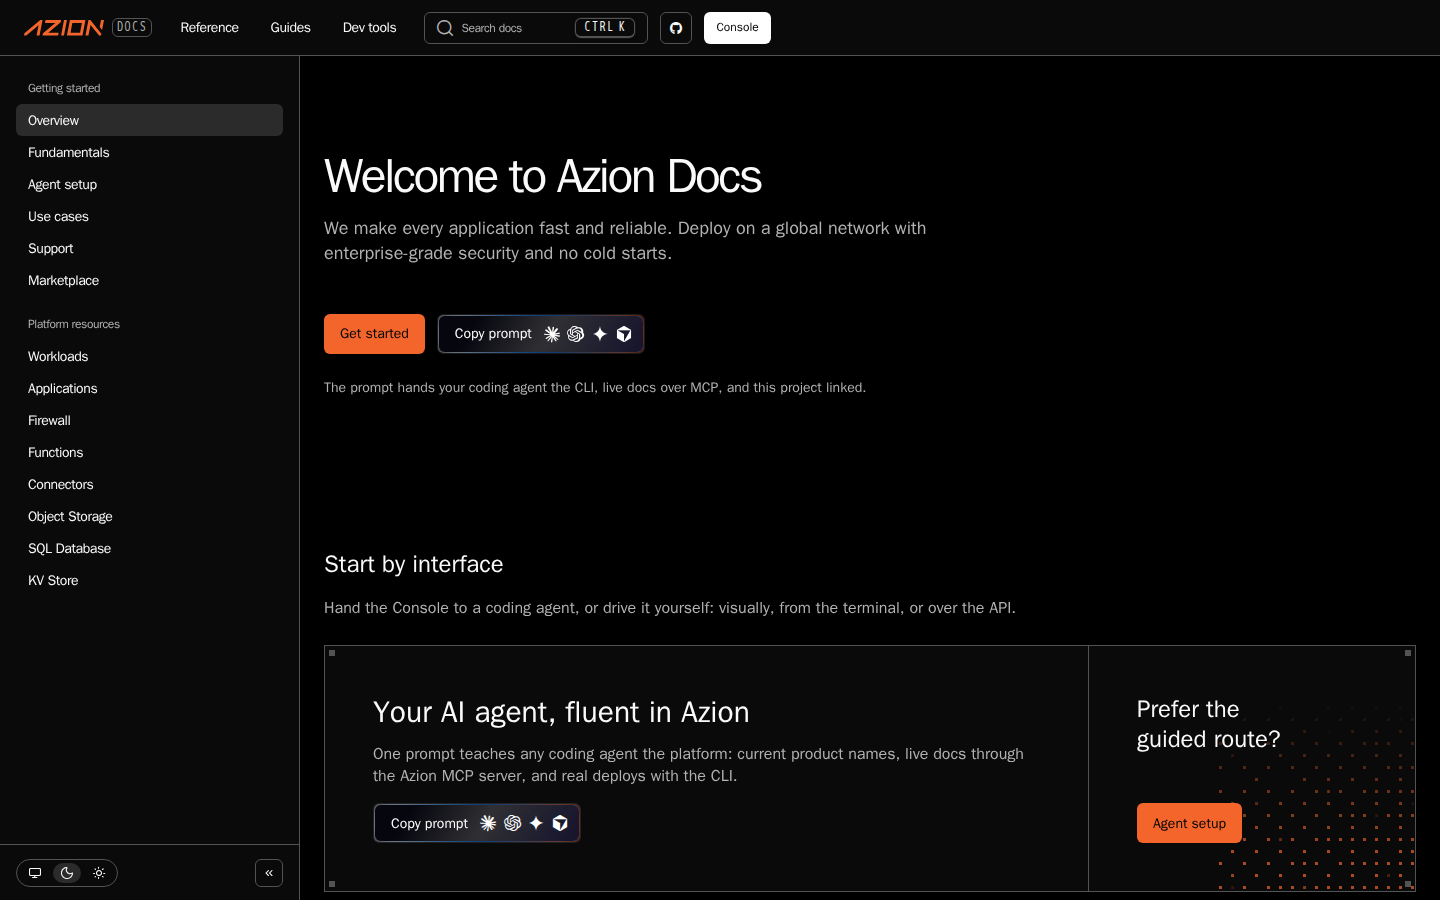 AZION DOCS
Reference
Guides
Dev tools
Search docs
CTRL K
Console
Getting started
Overview
Fundamentals
Agent setup
Use cases
Support
Marketplace
Platform resources
Workloads
Applications
Firewall
Functions
Connectors
Object Storage
SQL Database
KV Store
Welcome to Azion Docs
We make every application fast and reliable. Deploy on a global network with
enterprise-grade security and no cold starts.
Get started
Copy prompt
The prompt hands your coding agent the CLI, live docs over MCP, and this project linked.
Start by interface
Hand the Console to a coding agent, or drive it yourself: visually, from the terminal, or over the API.
Your AI agent, fluent in Azion
One prompt teaches any coding agent the platform: current product names, live docs through
the Azion MCP server, and real deploys with the CLI.
Copy prompt
Prefer the
guided route?
Agent setup